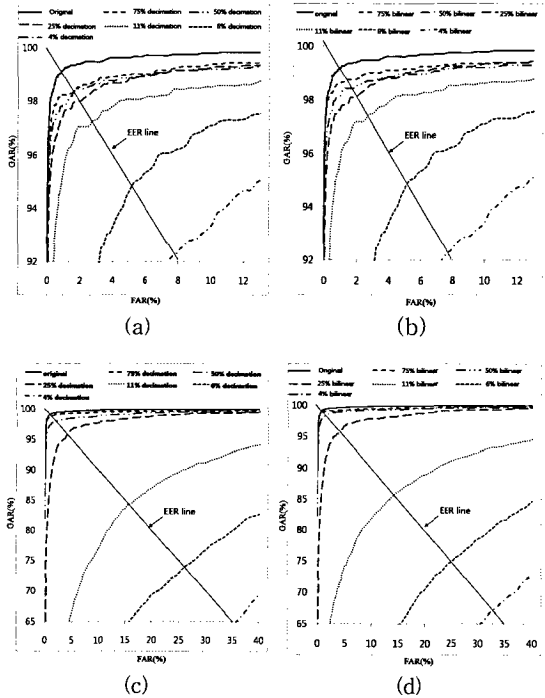 Original 75% decimation 50% decimation
25% decimation 11% decimation 6% decimation
4% decimation
100
98
96
94
92
GAR(%)
EER line
0 2 4 6 8 10 12
FAR(%)
(a)
original 75% bilinear 50% bilinear 25% bilinear
11% bilinear 6% bilinear 4% bilinear
100
98
96
94
92
GAR(%)
EER line
0 2 4 6 8 10 12
FAR(%)
(b)
original 75% decimation 50% decimation
25% decimation 11% decimation 6% decimation
4% decimation
100
95
90
85
80
75
70
65
GAR(%)
EER line
0 5 10 15 20 25 30 35 40
FAR(%)
(c)
Original 75% bilinear 50% bilinear
25% bilinear 11% bilinear 6% bilinear
4% bilinear
100
95
90
85
80
75
70
65
GAR(%)
EER line
0 5 10 15 20 25 30 35 40
FAR(%)
(d)